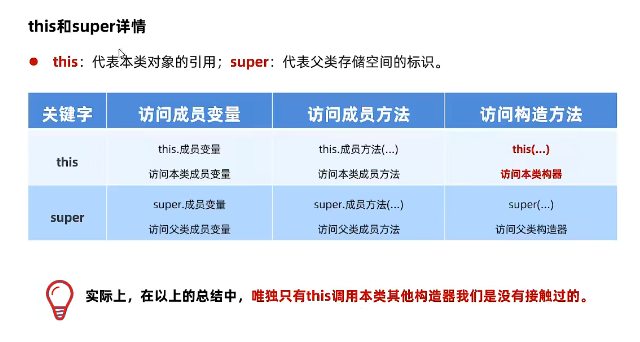 this和super详情
this：代表本类对象的引用；super：代表父类存储空间的标识。
关键字 访问成员变量 访问成员方法 访问构造方法
this
this.成员变量 this.成员方法(...) this(...)
访问本类成员变量 访问本类成员方法 访问本类构器
super
super.成员变量 super.成员方法(...) super(...)
访问父类成员变量 访问父类成员方法 访问父类构造器
实际上，在以上的总结中，唯独只有this调用本类其他构造器我们是没有接触过的。